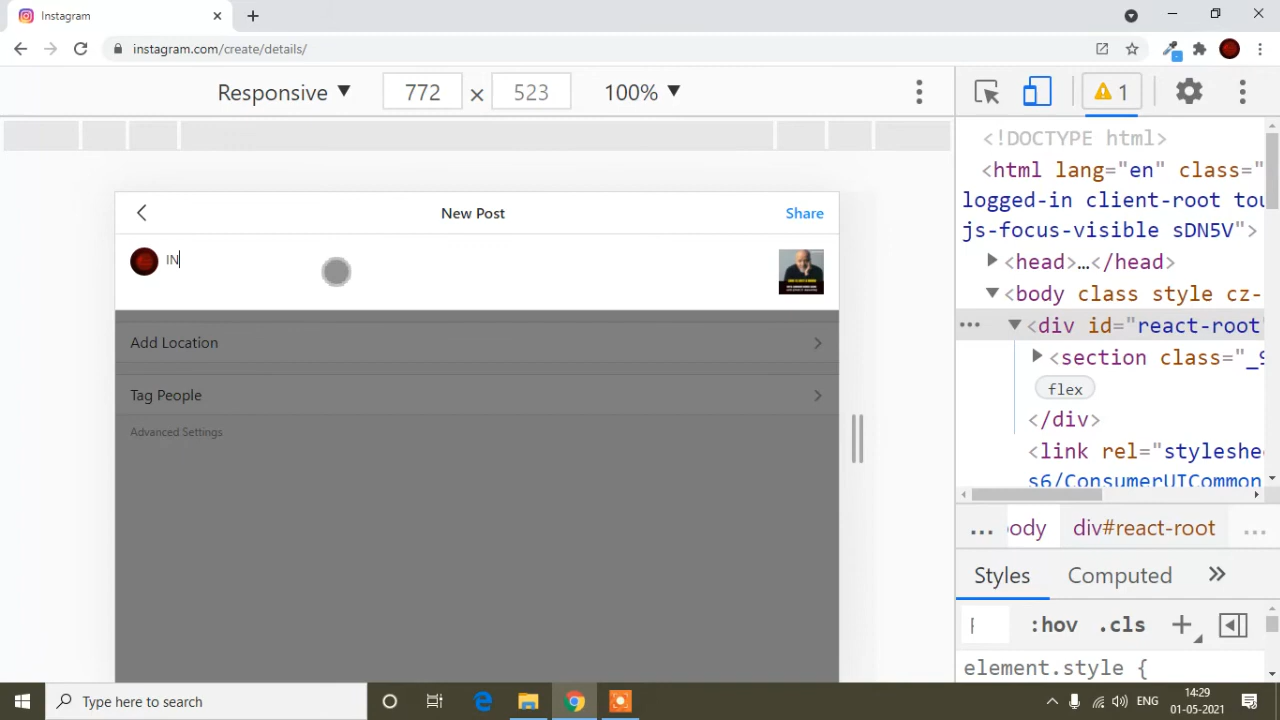 Instagram
instagram.com/create/details/
Responsive 772 × 523 100%
1
New Post
Share
IN
Add Location
Tag People
Advanced Settings
<!DOCTYPE html>
<html lang="en" class="
logged-in client-root tou
js-focus-visible sDN5V">
<head>…</head>
<body class style cz-
<div id="react-root"
<section class="_9
flex
</div>
<link rel="styleshe
s6/ConsumerUICommon
... body div#react-root ...
Styles Computed »
F :hov .cls +
element.style {
Type here to search
ENG
14:29
01-05-2021